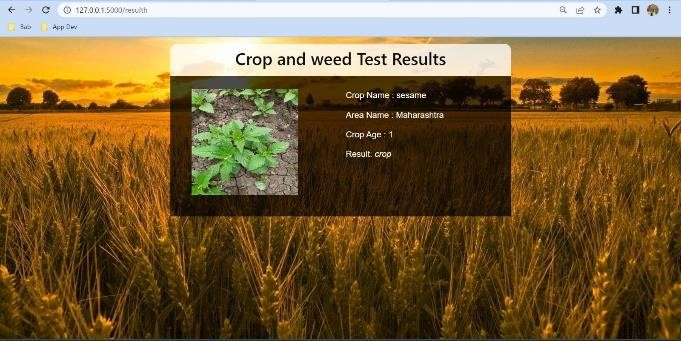 127.0.0.1:5000/resulth
Bab App Dev
Crop and weed Test Results
Crop Name : sesame
Area Name : Maharashtra
Crop Age : 1
Result: crop